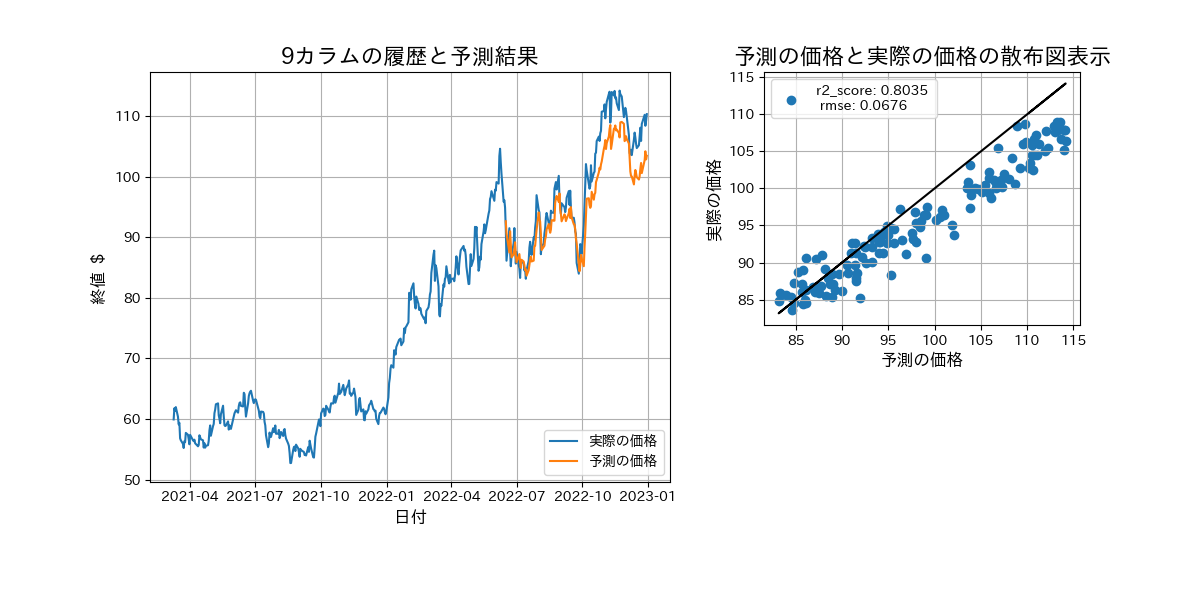 9カラムの履歴と予測結果
終値 $
110
100
90
80
70
60
50
2021-04 2021-07 2021-10 2022-01 2022-04 2022-07 2022-10 2023-01
日付
実際の価格
予測の価格
予測の価格と実際の価格の散布図表示
実際の価格
115
110
105
100
95
90
85
r2_score: 0.8035
rmse: 0.0676
85 90 95 100 105 110 115
予測の価格